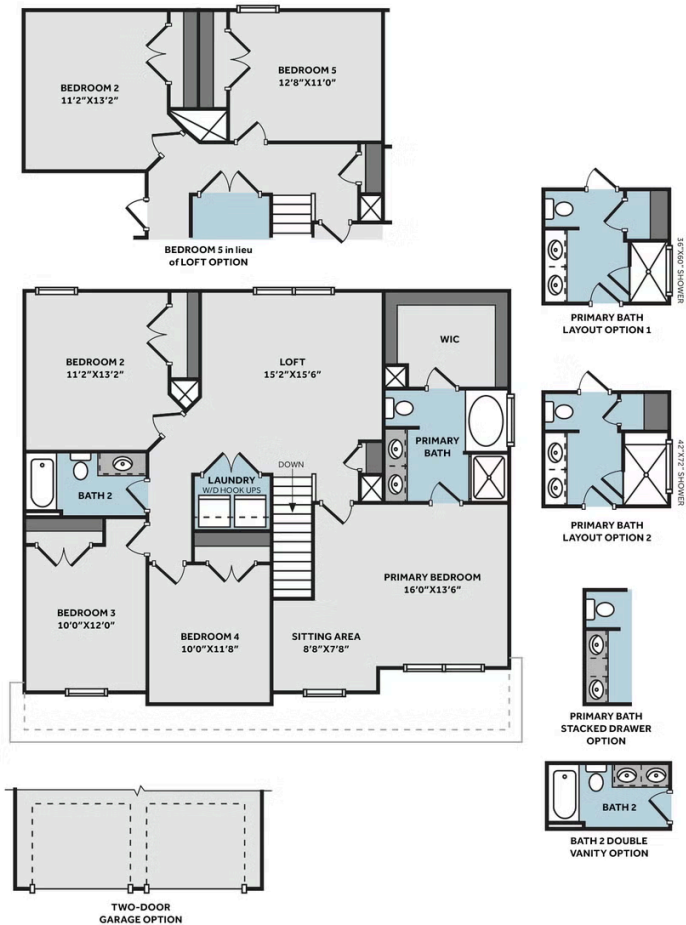 BEDROOM 2
11'2"X13'2"
BEDROOM 5
12'8"X11'0"
BEDROOM 5 in lieu
of LOFT OPTION
36"X60" SHOWER
PRIMARY BATH
LAYOUT OPTION 1
BEDROOM 2
11'2"X13'2"
LOFT
15'2"X15'6"
WIC
PRIMARY
BATH
LAUNDRY
W/D HOOK UPS
DOWN
BATH 2
42"X72" SHOWER
PRIMARY BATH
LAYOUT OPTION 2
PRIMARY BEDROOM
16'0"X13'6"
BEDROOM 3
10'0"X12'0"
BEDROOM 4
10'0"X11'8"
SITTING AREA
8'8"X7'8"
PRIMARY BATH
STACKED DRAWER
OPTION
BATH 2
BATH 2 DOUBLE
VANITY OPTION
TWO-DOOR
GARAGE OPTION